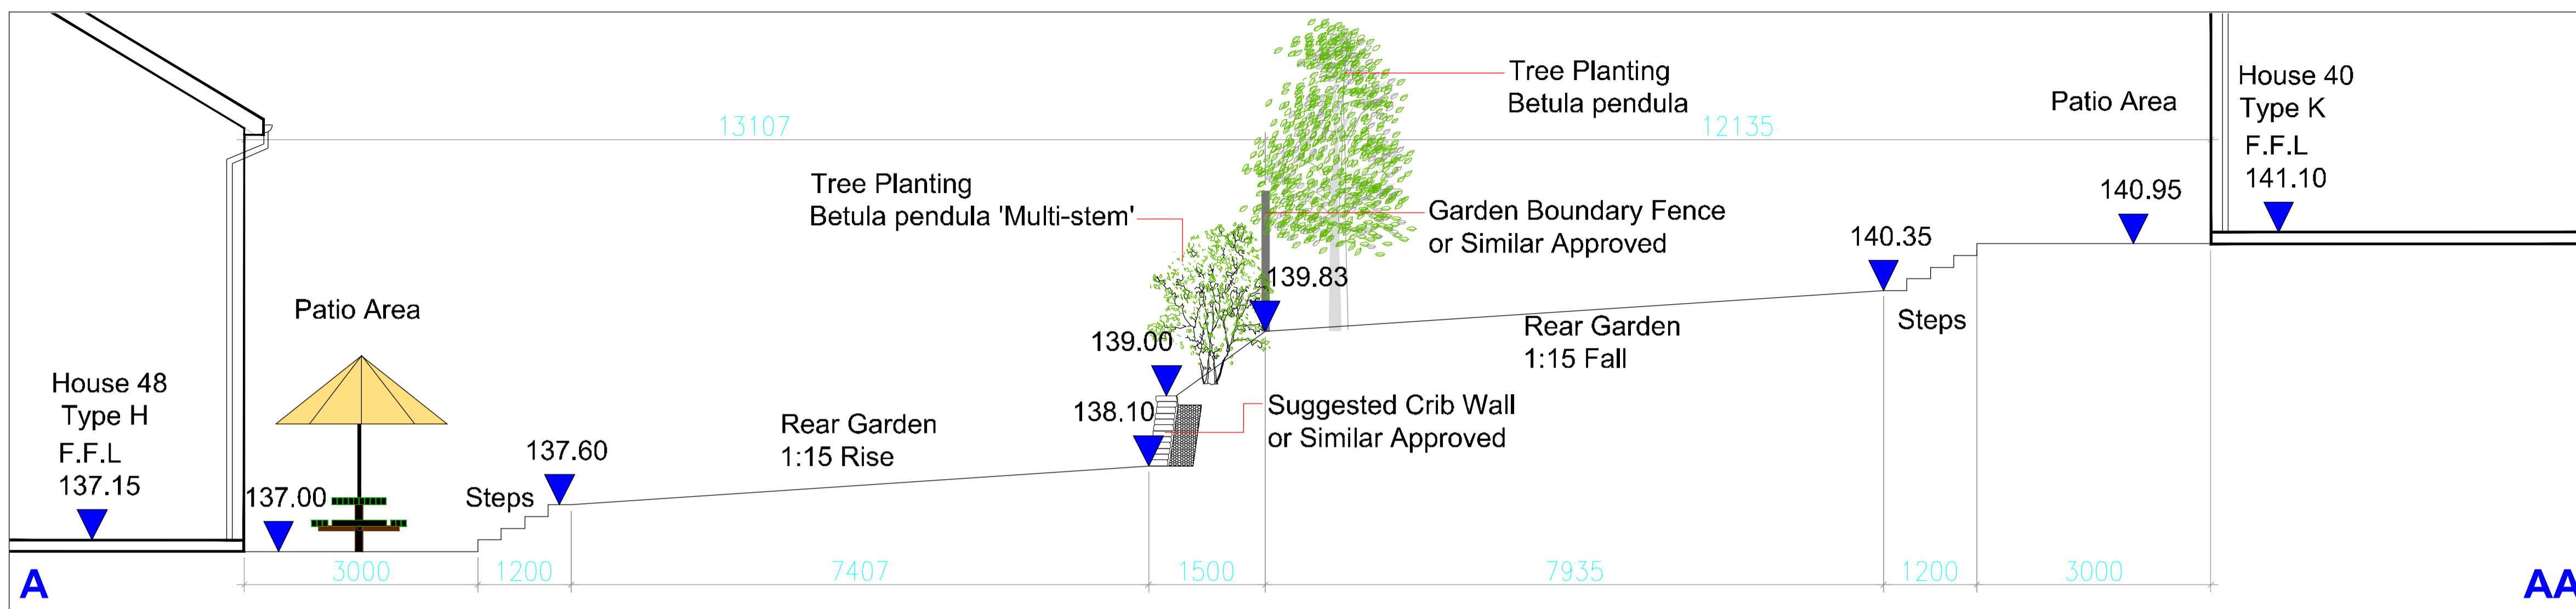 Tree Planting
Betula pendula
Patio Area
House 40
Type K
F.F.L
141.10
13107
12135
Tree Planting
Betula pendula 'Multi-stem'
Garden Boundary Fence
or Similar Approved
140.95
140.35
139.83
Patio Area
139.00
Rear Garden
1:15 Fall
Steps
House 48
Type H
F.F.L
137.15
137.00
Steps
137.60
Rear Garden
1:15 Rise
138.10
Suggested Crib Wall
or Similar Approved
3000
1200
7407
1500
7935
1200
3000
A
AA